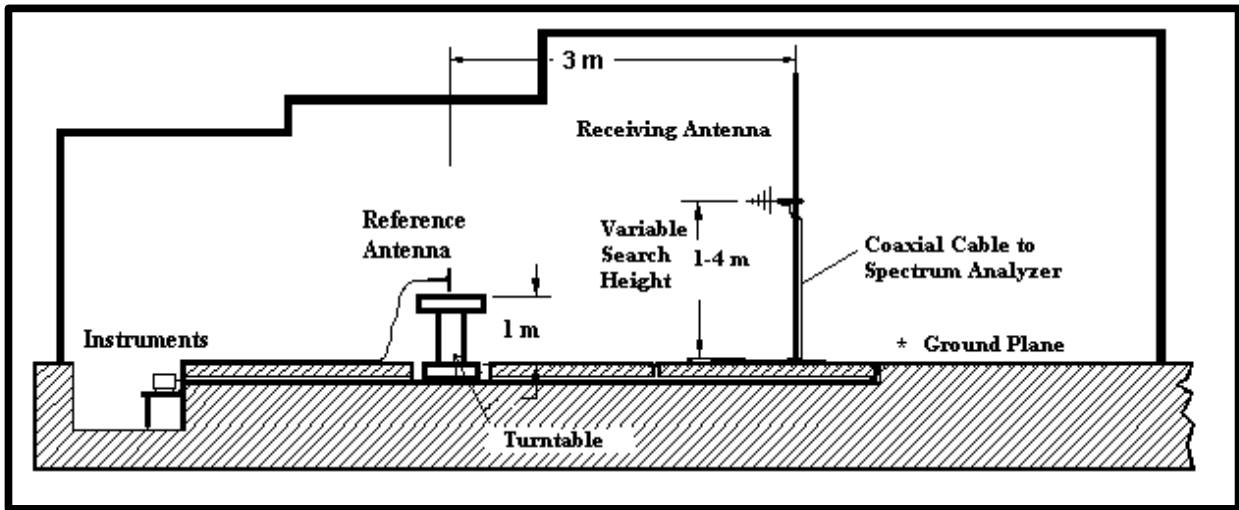 3 m
Receiving Antenna
Reference
Antenna
Variable
Search
Height
1-4 m
Coaxial Cable to
Spectrum Analyzer
1 m
Instruments
* Ground Plane
Turntable